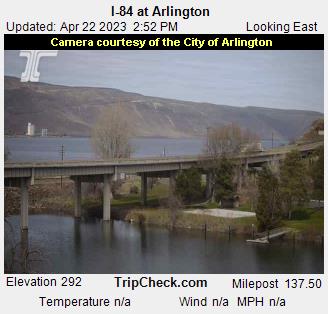 I-84 at Arlington
Updated: Apr 22 2023 2:52 PM Looking East
Camera courtesy of the City of Arlington
Elevation 292 TripCheck.com Milepost 137.50
Temperature n/a Wind n/a MPH n/a